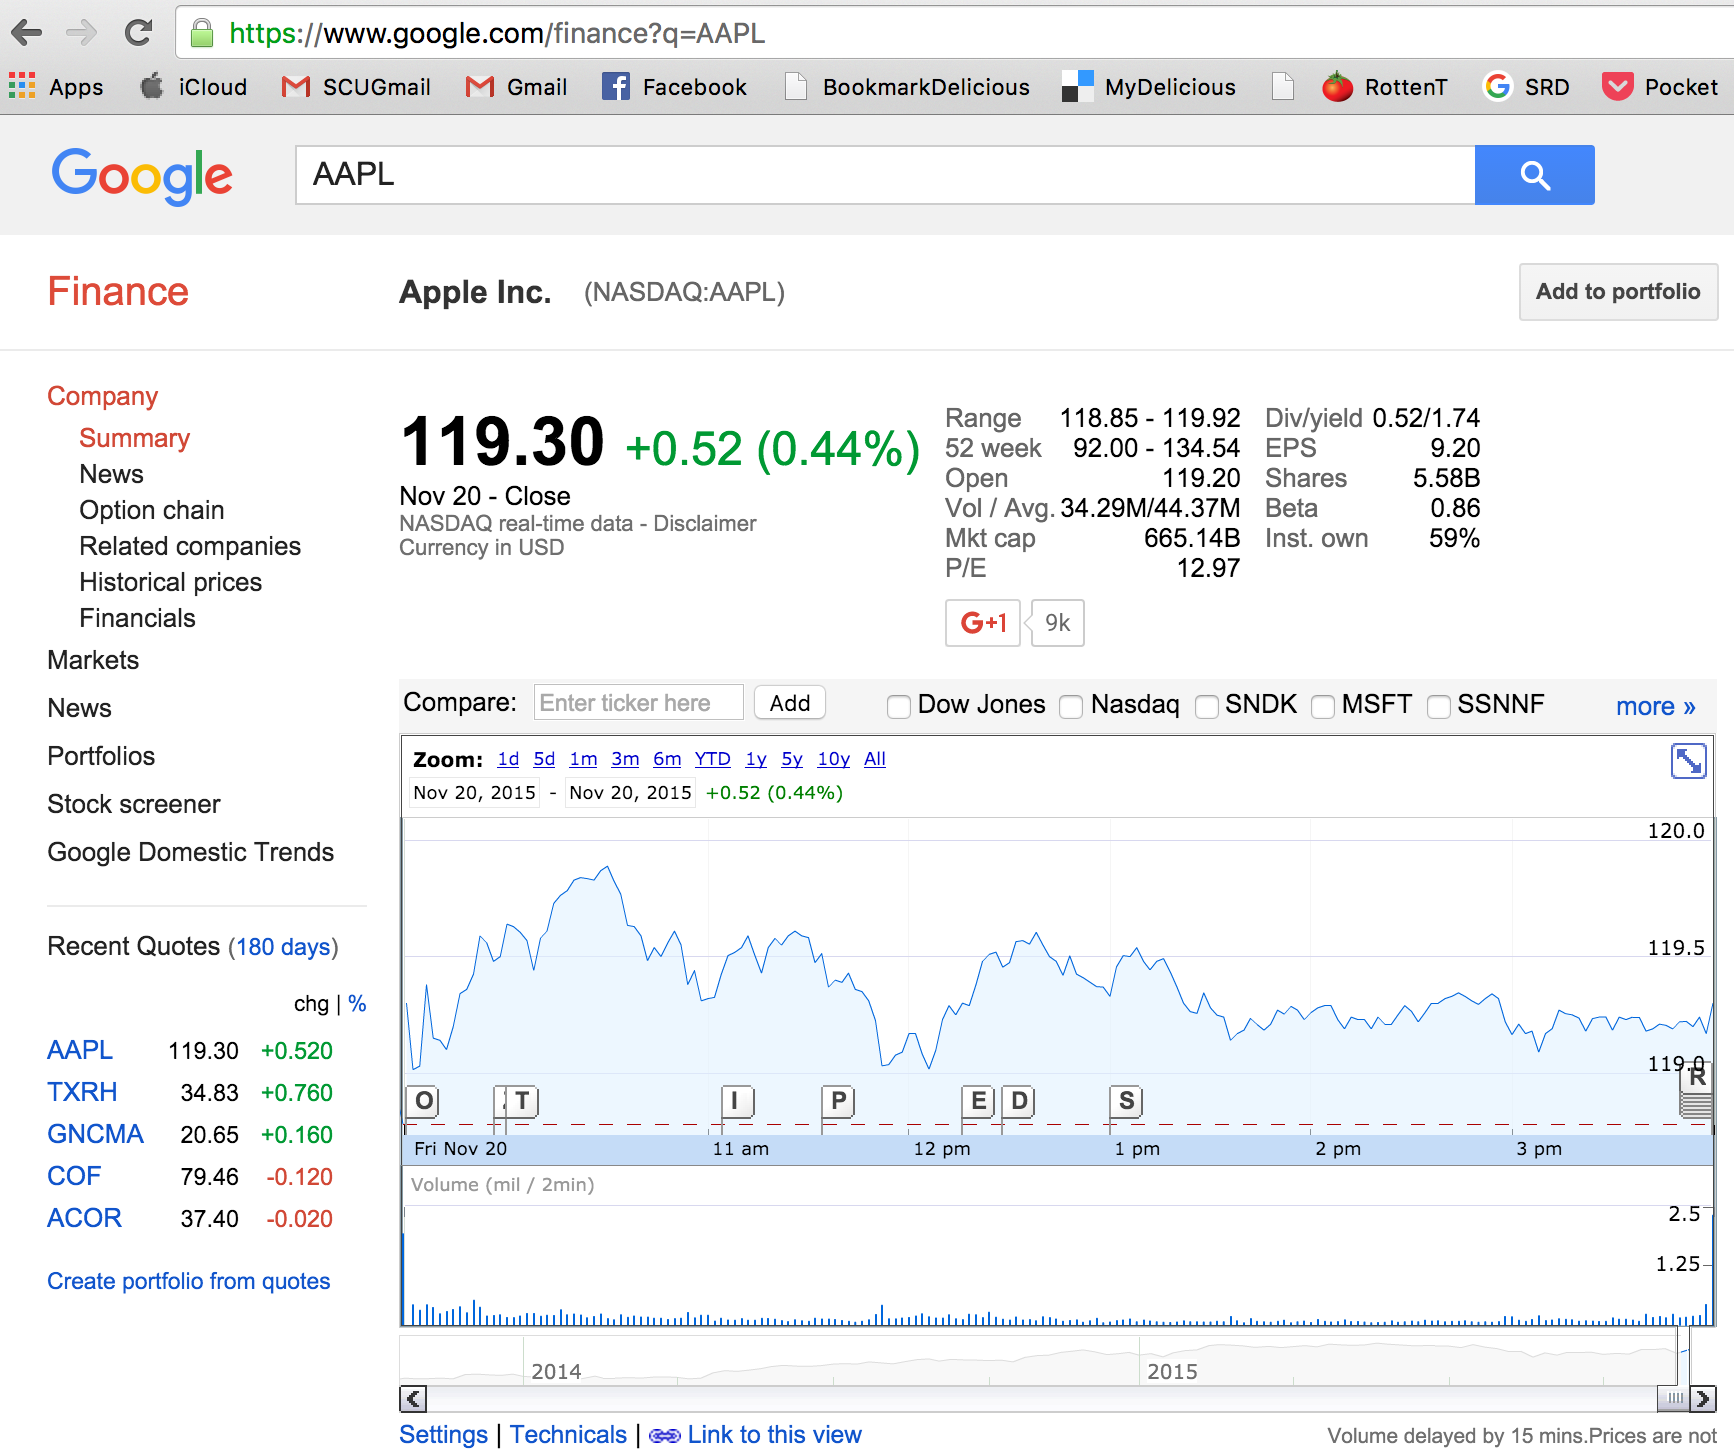 https://www.google.com/finance?q=AAPL
Apps iCloud SCUGmail Gmail Facebook BookmarkDelicious MyDelicious RottenT SRD Pocket
Google AAPL
Finance Apple Inc. (NASDAQ:AAPL) Add to portfolio
Company
Summary
News
Option chain
Related companies
Historical prices
Financials
Markets
News
Portfolios
Stock screener
Google Domestic Trends
Recent Quotes (180 days)
chg | %
AAPL 119.30 +0.520
TXRH 34.83 +0.760
GNCMA 20.65 +0.160
COF 79.46 -0.120
ACOR 37.40 -0.020
Create portfolio from quotes
119.30 +0.52 (0.44%)
Nov 20 - Close
NASDAQ real-time data - Disclaimer
Currency in USD
Range 118.85 - 119.92
52 week 92.00 - 134.54
Open 119.20
Vol / Avg. 34.29M/44.37M
Mkt cap 665.14B
P/E 12.97
Div/yield 0.52/1.74
EPS 9.20
Shares 5.58B
Beta 0.86
Inst. own 59%
G+1 9k
Compare: Enter ticker here Add Dow Jones Nasdaq SNDK MSFT SSNNF more »
Zoom: 1d 5d 1m 3m 6m YTD 1y 5y 10y All
Nov 20, 2015 - Nov 20, 2015 +0.52 (0.44%)
120.0
119.5
119.0
O T I P E D S R
Fri Nov 20 11 am 12 pm 1 pm 2 pm 3 pm
Volume (mil / 2min)
2.5
1.25
2014 2015
Settings | Technicals | Link to this view
Volume delayed by 15 mins.Prices are not